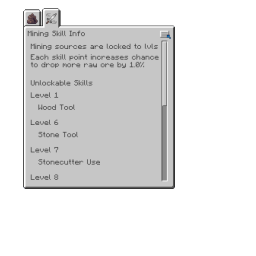 Mining Skill Info
Mining sources are locked to lvls
Each skill point increases chance
to drop more raw ore by 1.0%
Unlockable Skills
Level 1
Wood Tool
Level 6
Stone Tool
Level 7
Stonecutter Use
Level 8